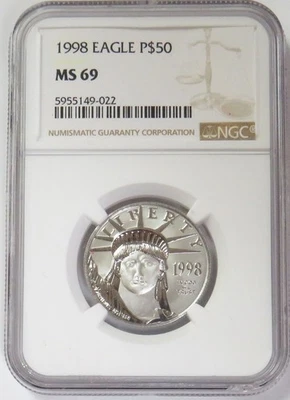 1998 EAGLE P$50
MS 69
5955149-022
NUMISMATIC GUARANTY CORPORATION
NGC
LIBERTY
1998